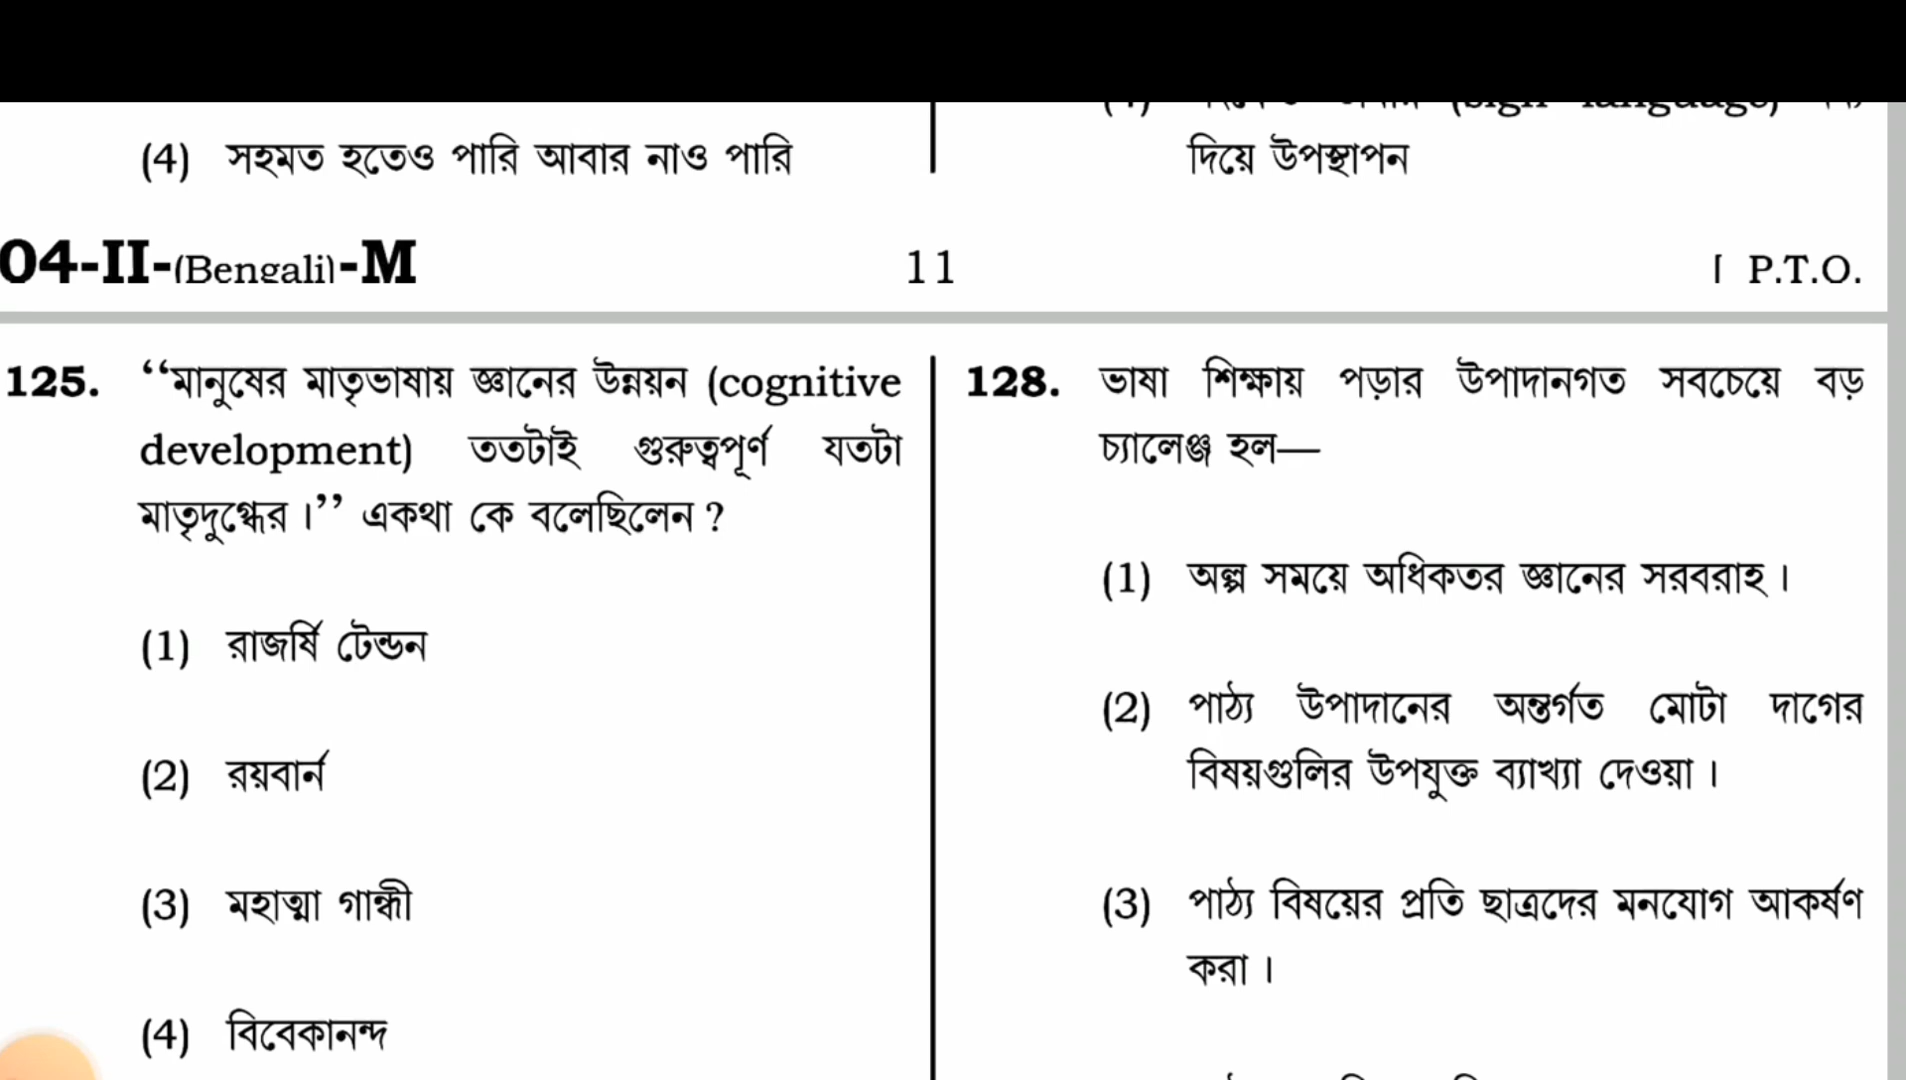 (4) সহমত হতেও পারি আবার নাও পারি
(sign language)
দিয়ে উপস্থাপন
04-II-(Bengali)-M
11
[ P.T.O.
125. ‘‘মানুষের মাতৃভাষায় জ্ঞানের উন্নয়ন (cognitive
development) ততটাই গুরুত্বপূর্ণ যতটা
মাতৃদুগ্ধের।’’ একথা কে বলেছিলেন ?
(1) রাজর্ষি টেন্ডন
(2) রয়বার্ন
(3) মহাত্মা গান্ধী
(4) বিবেকানন্দ
128. ভাষা শিক্ষায় পড়ার উপাদানগত সবচেয়ে বড়
চ্যালেঞ্জ হল—
(1) অল্প সময়ে অধিকতর জ্ঞানের সরবরাহ।
(2) পাঠ্য উপাদানের অন্তর্গত মোটা দাগের
বিষয়গুলির উপযুক্ত ব্যাখ্যা দেওয়া।
(3) পাঠ্য বিষয়ের প্রতি ছাত্রদের মনযোগ আকর্ষণ
করা।